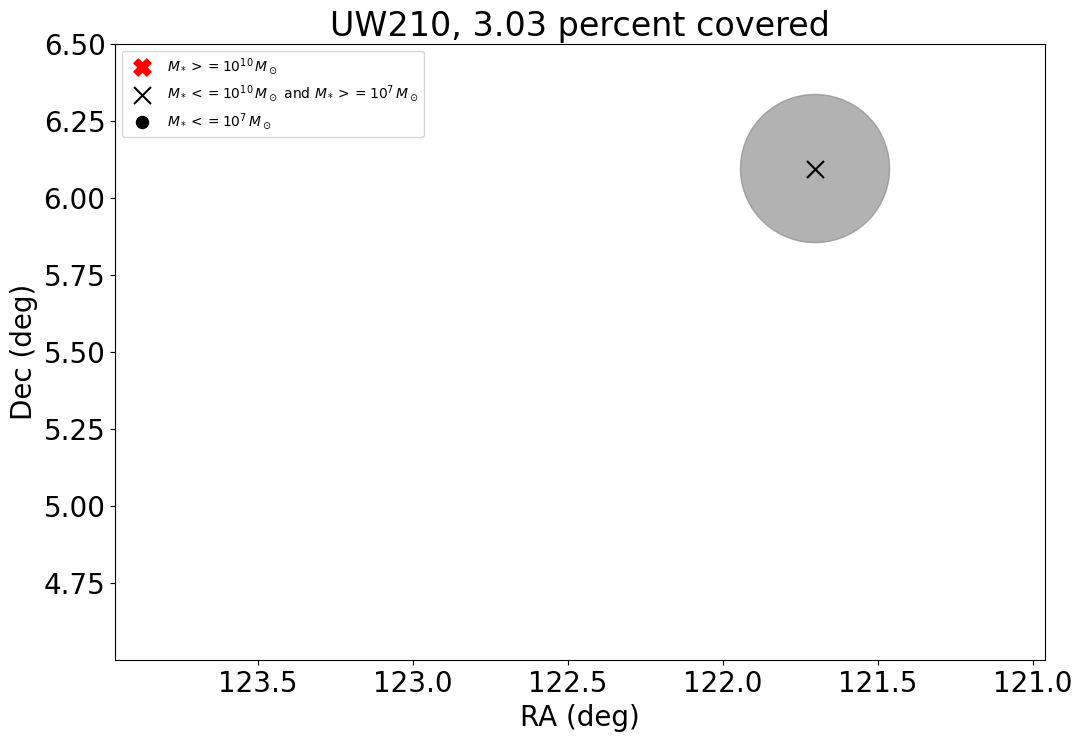 UW210, 3.03 percent covered
M* >= 10^10 M⊙
M* <= 10^10 M⊙ and M* >= 10^7 M⊙
M* <= 10^7 M⊙
6.50
6.25
6.00
5.75
5.50
5.25
5.00
4.75
Dec (deg)
123.5 123.0 122.5 122.0 121.5 121.0
RA (deg)